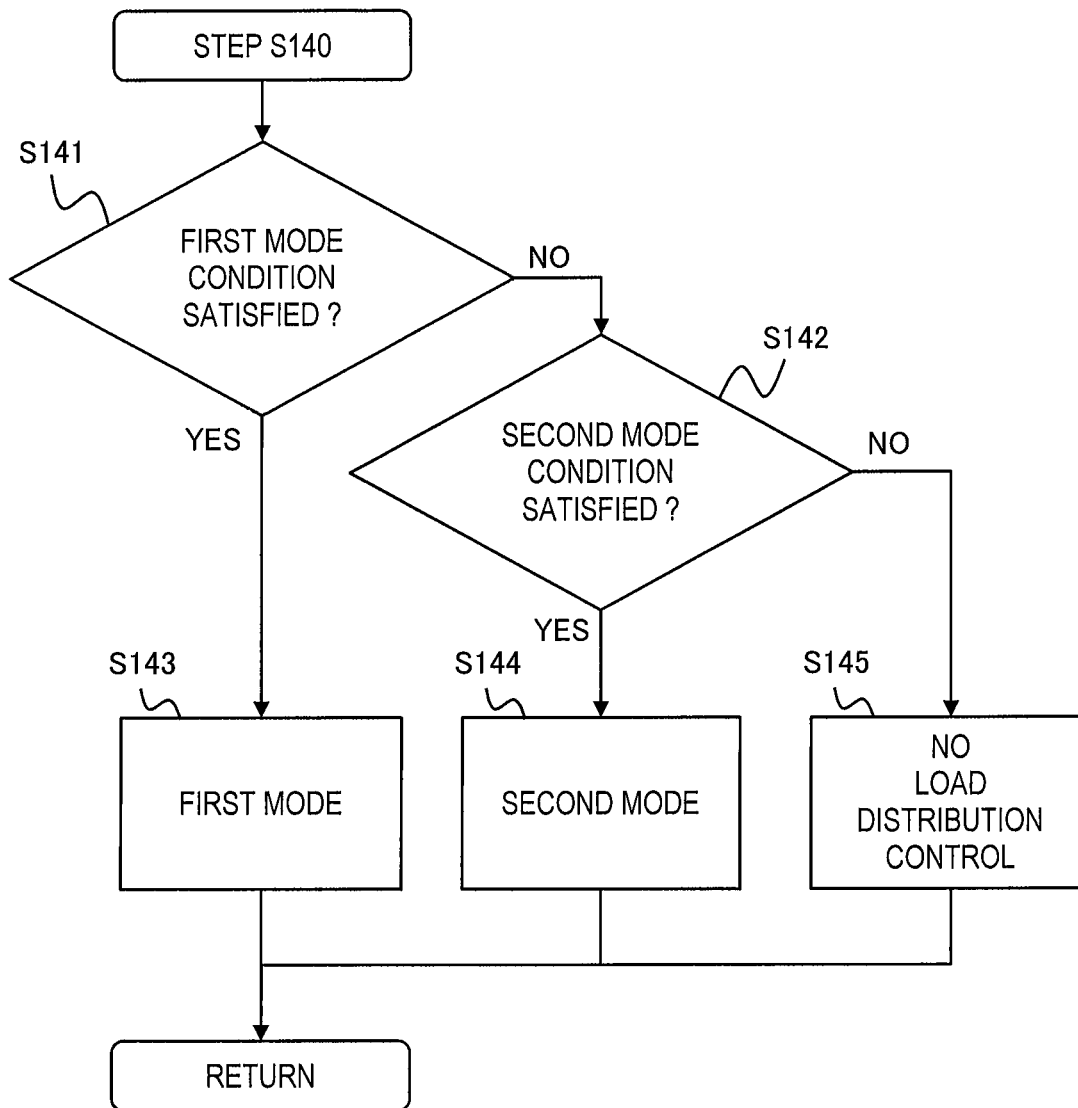 STEP S140
S141
FIRST MODE
CONDITION
SATISFIED ?
NO
YES
S142
SECOND MODE
CONDITION
SATISFIED ?
NO
YES
S143
FIRST MODE
S144
SECOND MODE
S145
NO
LOAD
DISTRIBUTION
CONTROL
RETURN